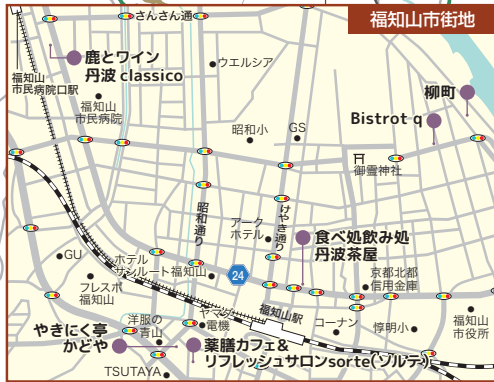 福知山市街地
さんさん通
鹿とワイン
丹波 classico
福知山
市民病院口駅
福知山
市民病院
ウエルシア
昭和小
GS
柳町
Bistrot q
御霊神社
昭和通り
けやき通り
アーク
ホテル
食べ処飲み処
丹波茶屋
GU
ホテル
サンルート福知山
24
フレスポ
福知山
京都北都
信用金庫
福知山駅
ヤマダ
電機
洋服の
青山
コーナン
惇明小
福知山
市役所
やきにく亭
かどや
薬膳カフェ&
リフレッシュサロンsorte(ソルテ)
TSUTAYA